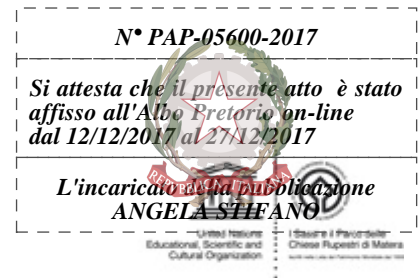 N° PAP-05600-2017
Si attesta che il presente atto è stato
affisso all'Albo Pretorio on-line
dal 12/12/2017 al 27/12/2017
L'incaricato della pubblicazione
ANGELA STIFANO
REPVBBLICA ITALIANA
United Nations
Educational, Scientific and
Cultural Organization
I Sassi e il Parco delle
Chiese Rupestri di Matera